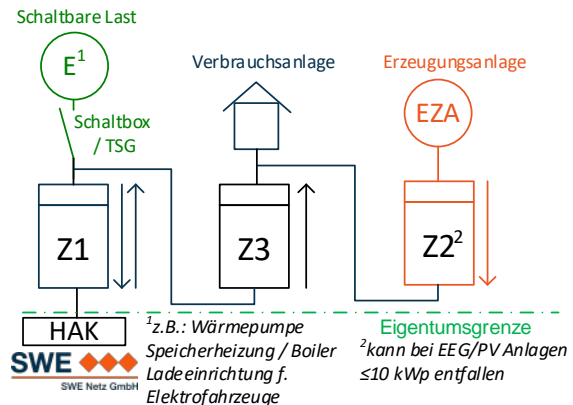 Schaltbare Last
E¹
Schaltbox
/ TSG
Verbrauchsanlage
Erzeugungsanlage
EZA
Z1
Z3
Z2²
HAK
SWE
SWE Netz GmbH
¹z.B.: Wärmepumpe
Speicherheizung / Boiler
Ladeeinrichtung f.
Elektrofahrzeuge
Eigentumsgrenze
²kann bei EEG/PV Anlagen
≤10 kWp entfallen